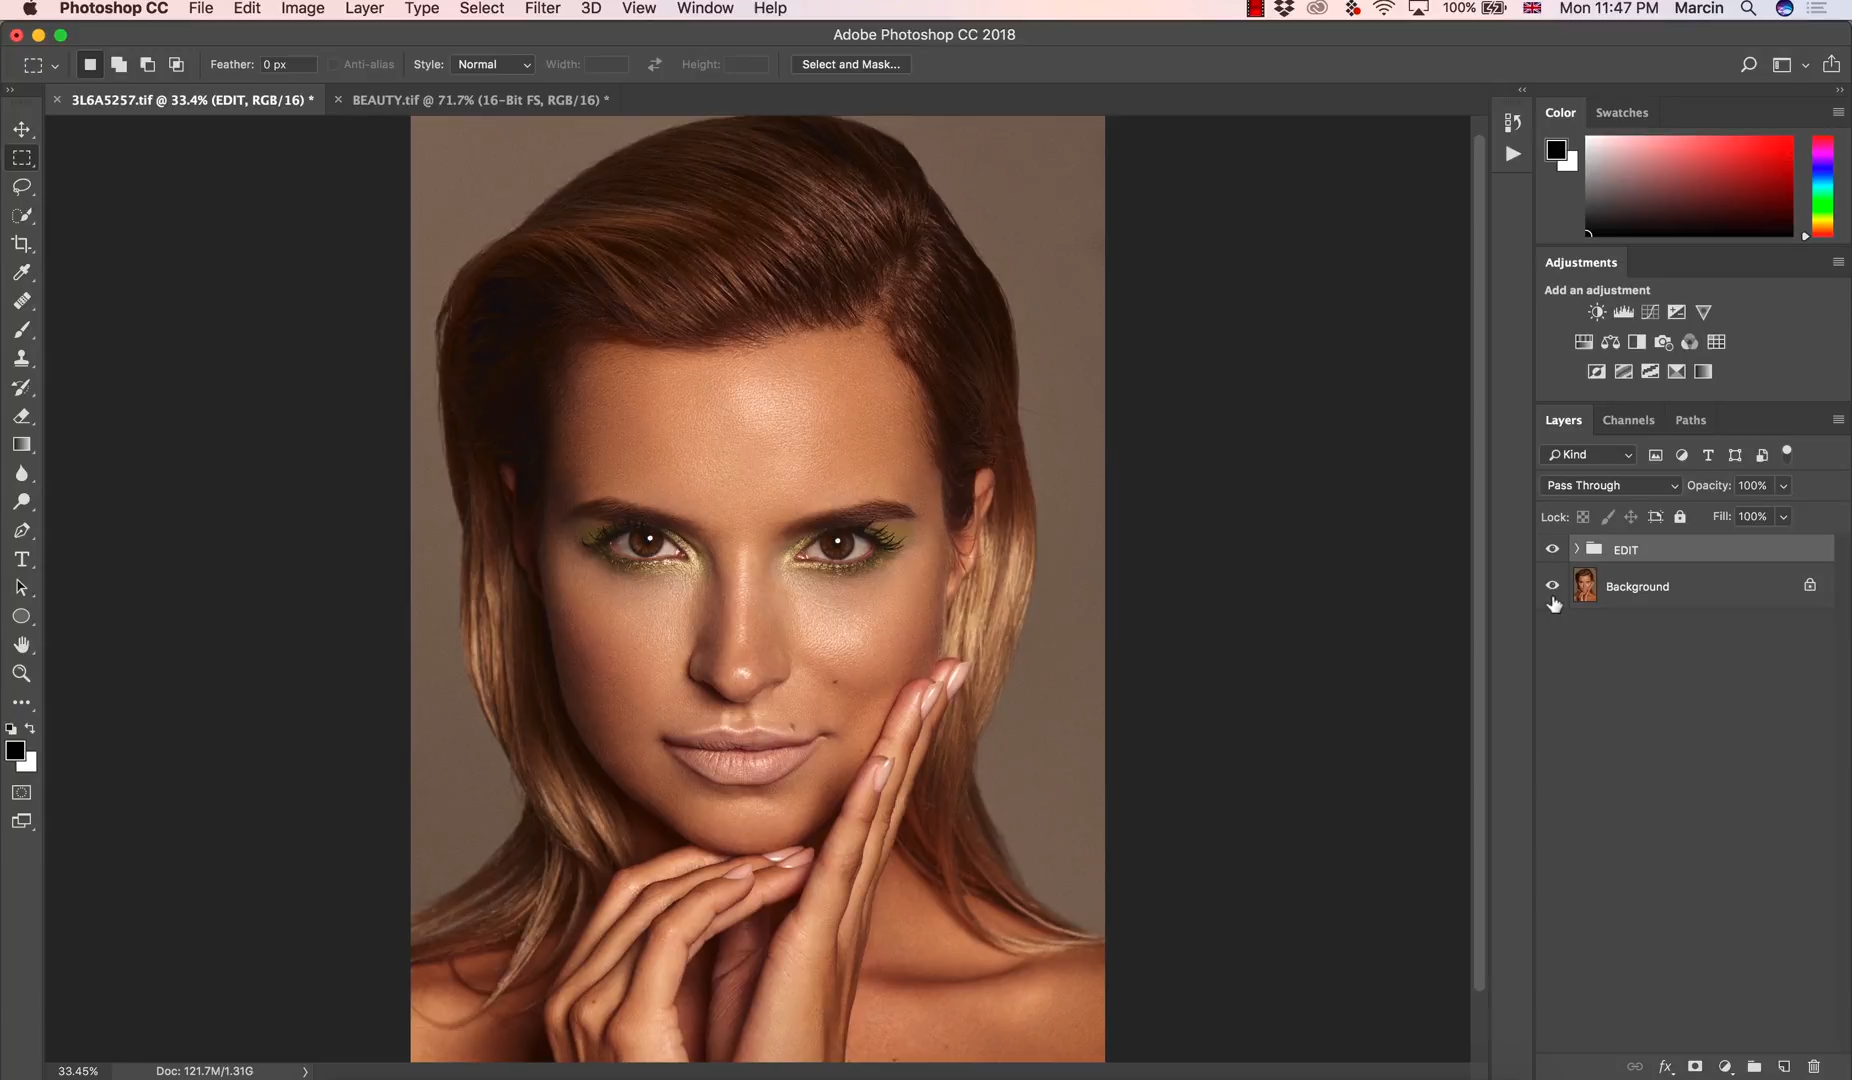 Photoshop CC File Edit Image Layer Type Select Filter 3D View Window Help 100% Mon 11:47 PM Marcin
Adobe Photoshop CC 2018
Feather: 0 px Anti-alias Style: Normal Width: Height: Select and Mask...
3L6A5257.tif @ 33.4% (EDIT, RGB/16) * BEAUTY.tif @ 71.7% (16-Bit FS, RGB/16) *
Color Swatches
Adjustments
Add an adjustment
Layers Channels Paths
Kind
Pass Through Opacity: 100%
Lock: Fill: 100%
EDIT
Background
33.45% Doc: 121.7M/1.31G